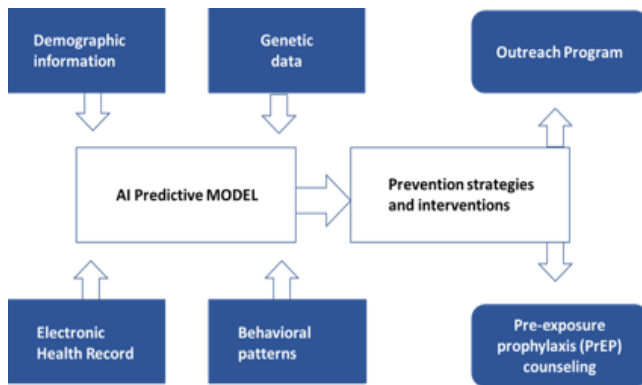 Demographic
information
Genetic
data
Outreach Program
AI Predictive MODEL
Prevention strategies
and interventions
Electronic
Health Record
Behavioral
patterns
Pre-exposure
prophylaxis (PrEP)
counseling